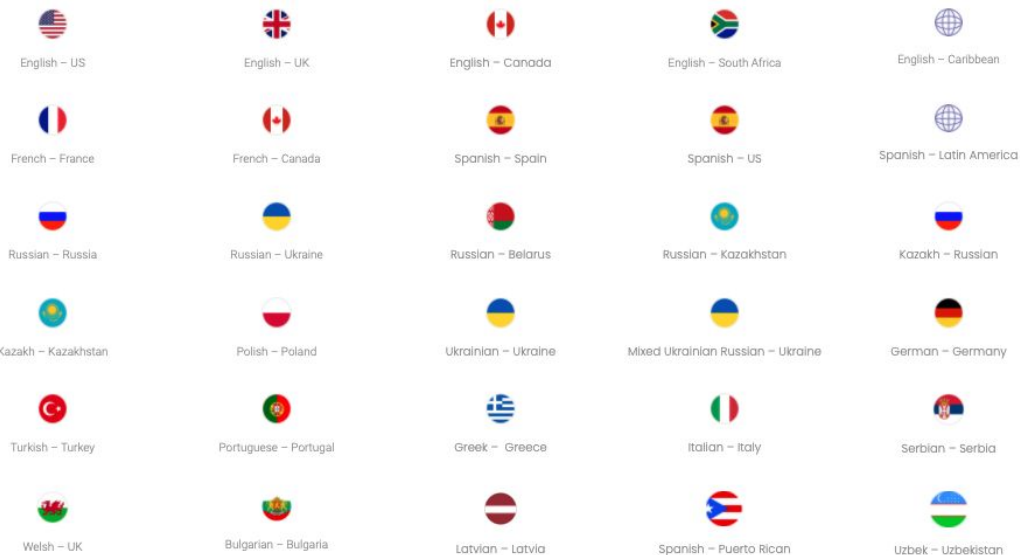 English – US
English – UK
English – Canada
English – South Africa
English – Caribbean
French – France
French – Canada
Spanish – Spain
Spanish – US
Spanish – Latin America
Russian – Russia
Russian – Ukraine
Russian – Belarus
Russian – Kazakhstan
Kazakh – Russian
Kazakh – Kazakhstan
Polish – Poland
Ukrainian – Ukraine
Mixed Ukrainian Russian – Ukraine
German – Germany
Turkish – Turkey
Portuguese – Portugal
Greek – Greece
Italian – Italy
Serbian – Serbia
Welsh – UK
Bulgarian – Bulgaria
Latvian – Latvia
Spanish – Puerto Rican
Uzbek – Uzbekistan